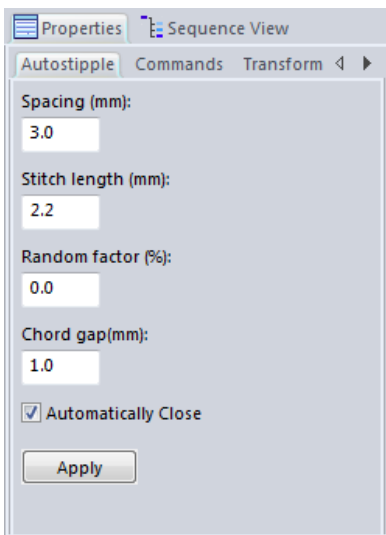 Properties Sequence View
Autostipple Commands Transform
Spacing (mm):
3.0
Stitch length (mm):
2.2
Random factor (%):
0.0
Chord gap(mm):
1.0
Automatically Close
Apply